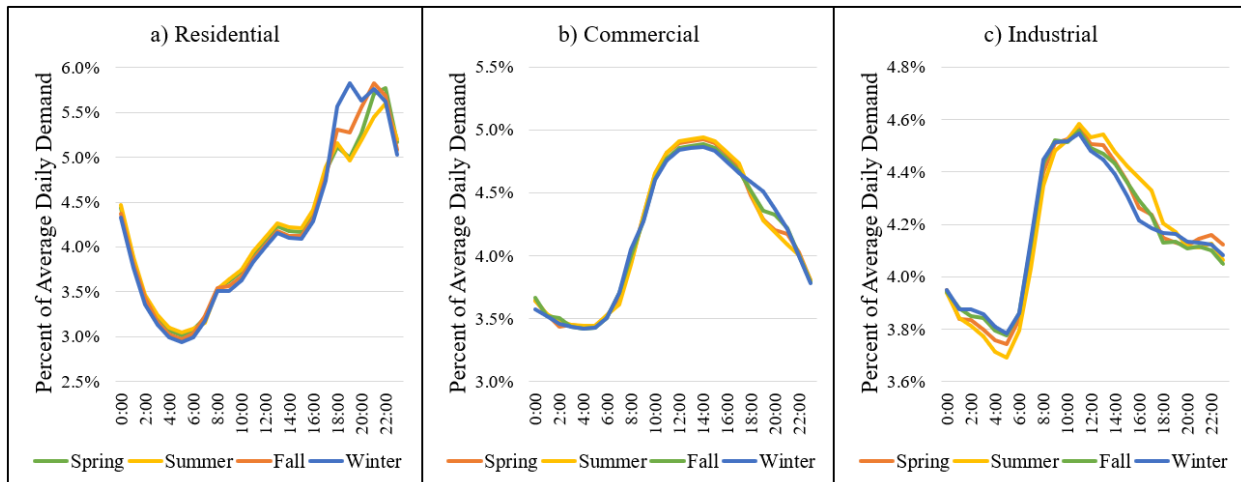 a) Residential
Percent of Average Daily Demand
6.0%
5.5%
5.0%
4.5%
4.0%
3.5%
3.0%
2.5%
0:00 2:00 4:00 6:00 8:00 10:00 12:00 14:00 16:00 18:00 20:00 22:00
Spring Summer Fall Winter
b) Commercial
Percent of Average Daily Demand
5.5%
5.0%
4.5%
4.0%
3.5%
3.0%
0:00 2:00 4:00 6:00 8:00 10:00 12:00 14:00 16:00 18:00 20:00 22:00
Spring Summer Fall Winter
c) Industrial
Percent of Average Daily Demand
4.8%
4.6%
4.4%
4.2%
4.0%
3.8%
3.6%
0:00 2:00 4:00 6:00 8:00 10:00 12:00 14:00 16:00 18:00 20:00 22:00
Spring Summer Fall Winter